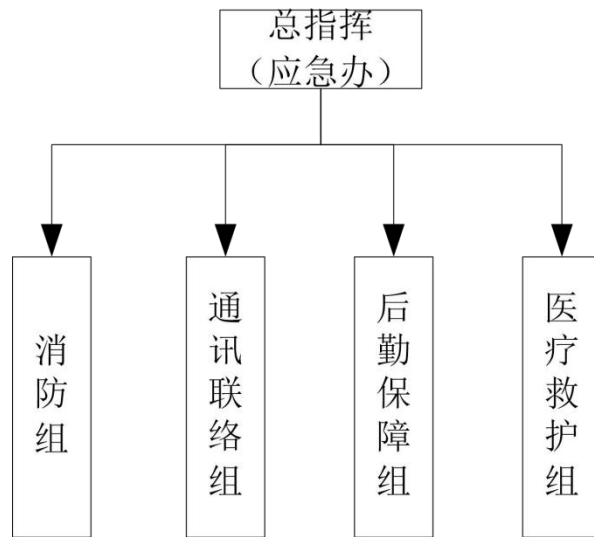 总指挥
（应急办）
消防组
通讯联络组
后勤保障组
医疗救护组